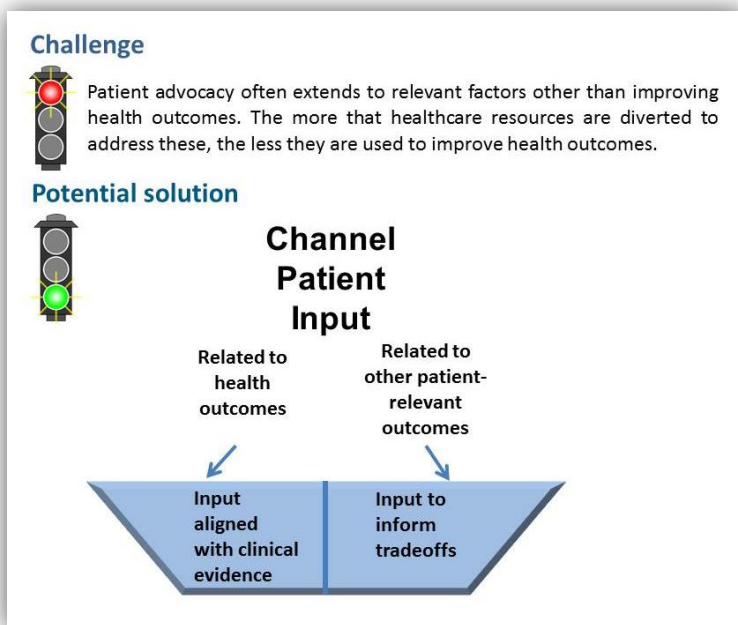 Challenge
Patient advocacy often extends to relevant factors other than improving
health outcomes. The more that healthcare resources are diverted to
address these, the less they are used to improve health outcomes.
Potential solution
Channel
Patient
Input
Related to
health
outcomes
Related to
other patient-
relevant
outcomes
Input
aligned
with clinical
evidence
Input to
inform
tradeoffs